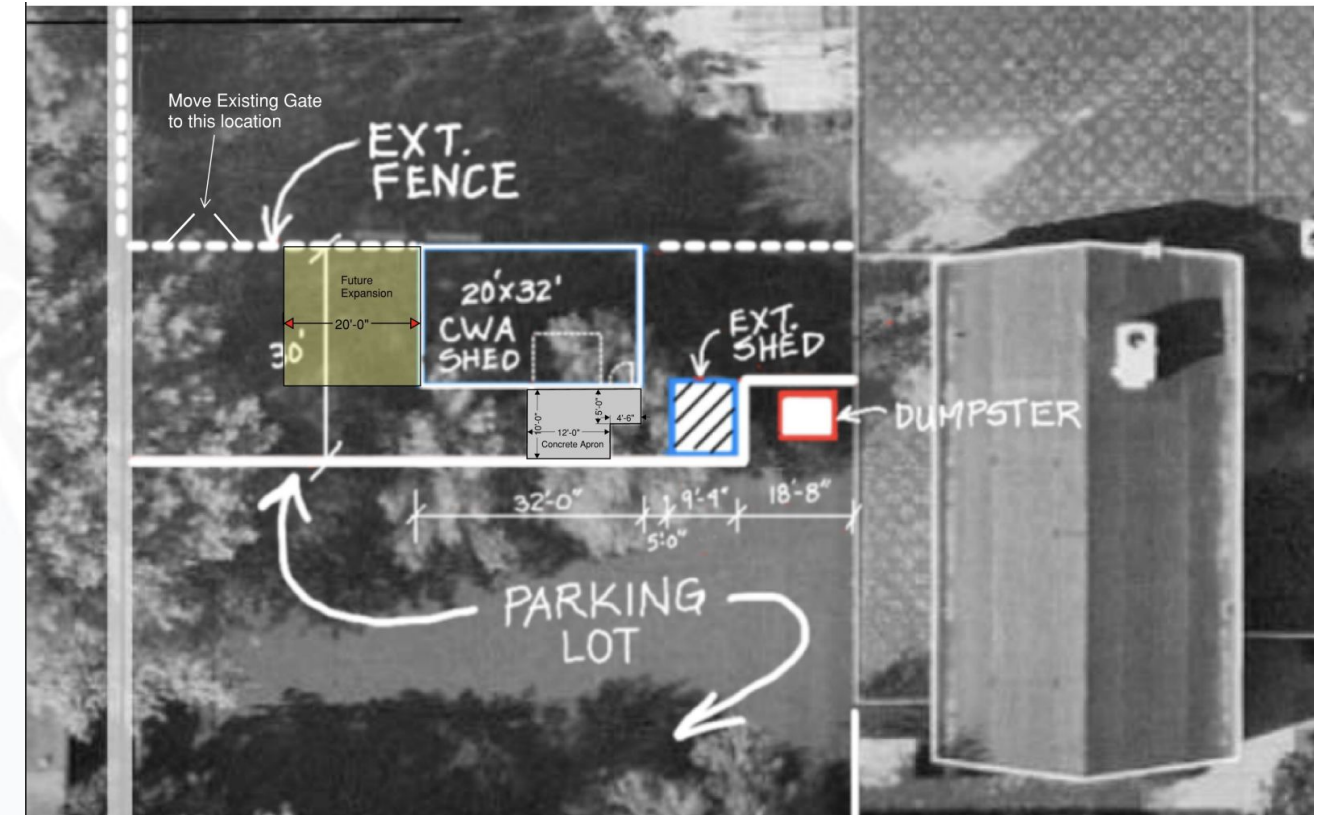 Move Existing Gate
to this location
EXT.
FENCE
Future
Expansion
20'-0"
30'
20'x32'
CWA
SHED
EXT.
SHED
DUMPSTER
10'-0"
5'-0"
4'-6"
12'-0"
Concrete Apron
32'-0"
5'-0"
9'-4"
18'-8"
PARKING
LOT